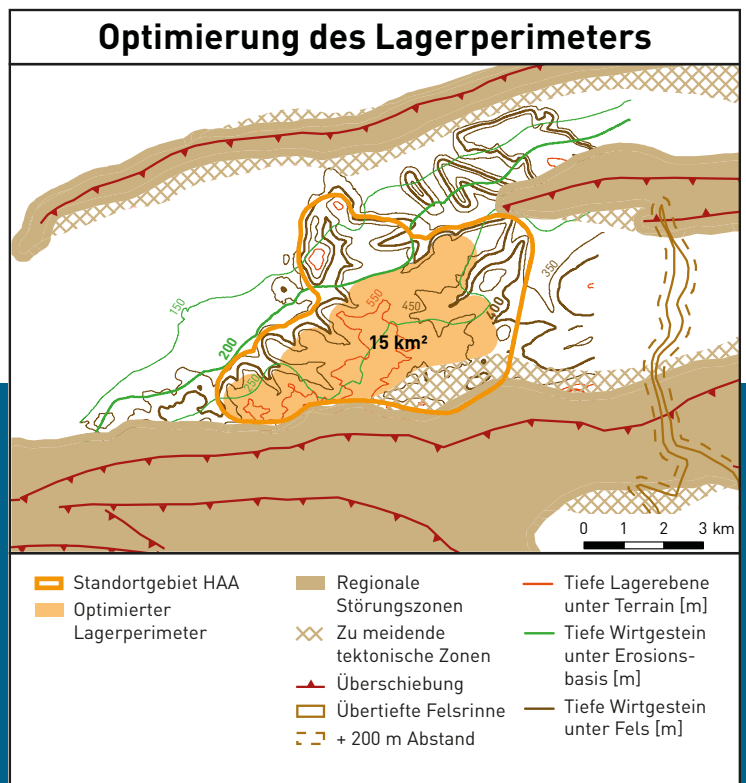 Optimierung des Lagerperimeters
150
200
250
550
450
400
350
15 km²
0 1 2 3 km
Standortgebiet HAA
Optimierter
Lagerperimeter
Regionale
Störungszonen
Zu meidende
tektonische Zonen
Überschiebung
Übertiefte Felsrinne
+ 200 m Abstand
Tiefe Lagerebene
unter Terrain [m]
Tiefe Wirtgestein
unter Erosions-
basis [m]
Tiefe Wirtgestein
unter Fels [m]